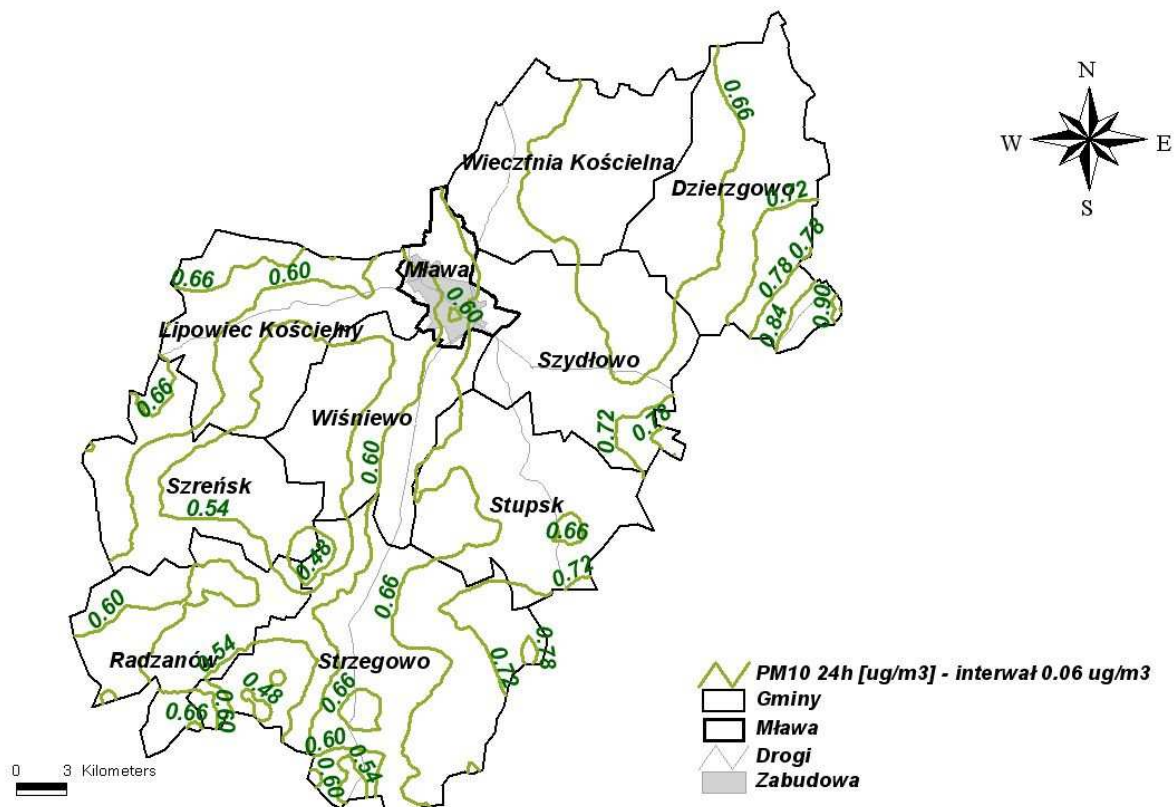 N
W E
S
0.66
Wieczfnia Kościelna
Dzierzgowo
0.72
0.78
0.78
0.84
0.90
Mława
0.60
0.66
0.60
Lipowiec Kościelny
Szydłowo
0.66
Wiśniewo
0.72
0.78
0.60
Szreńsk
0.54
Stupsk
0.66
0.48
0.72
0.66
0.60
Radzanów
0.54
Strzegowo
0.78
0.72
0.48
0.66
0.66
0.60
0.60
0.54
0.60
0 3 Kilometers
PM10 24h [ug/m3] - interwał 0.06 ug/m3
Gminy
Mława
Drogi
Zabudowa